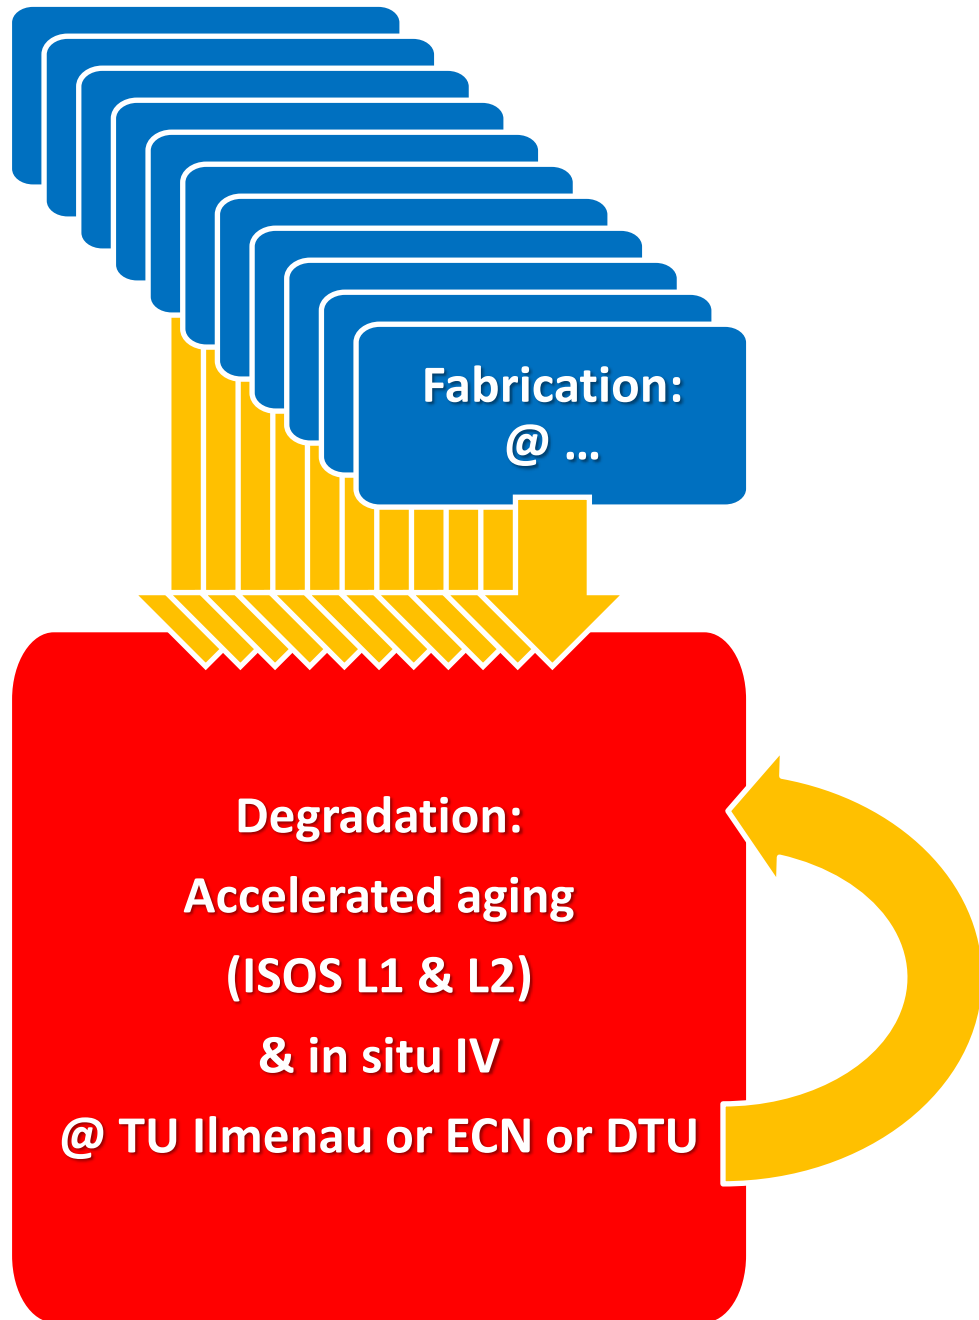 Fabrication:
@ ...
Degradation:
Accelerated aging
(ISOS L1 & L2)
& in situ IV
@ TU Ilmenau or ECN or DTU